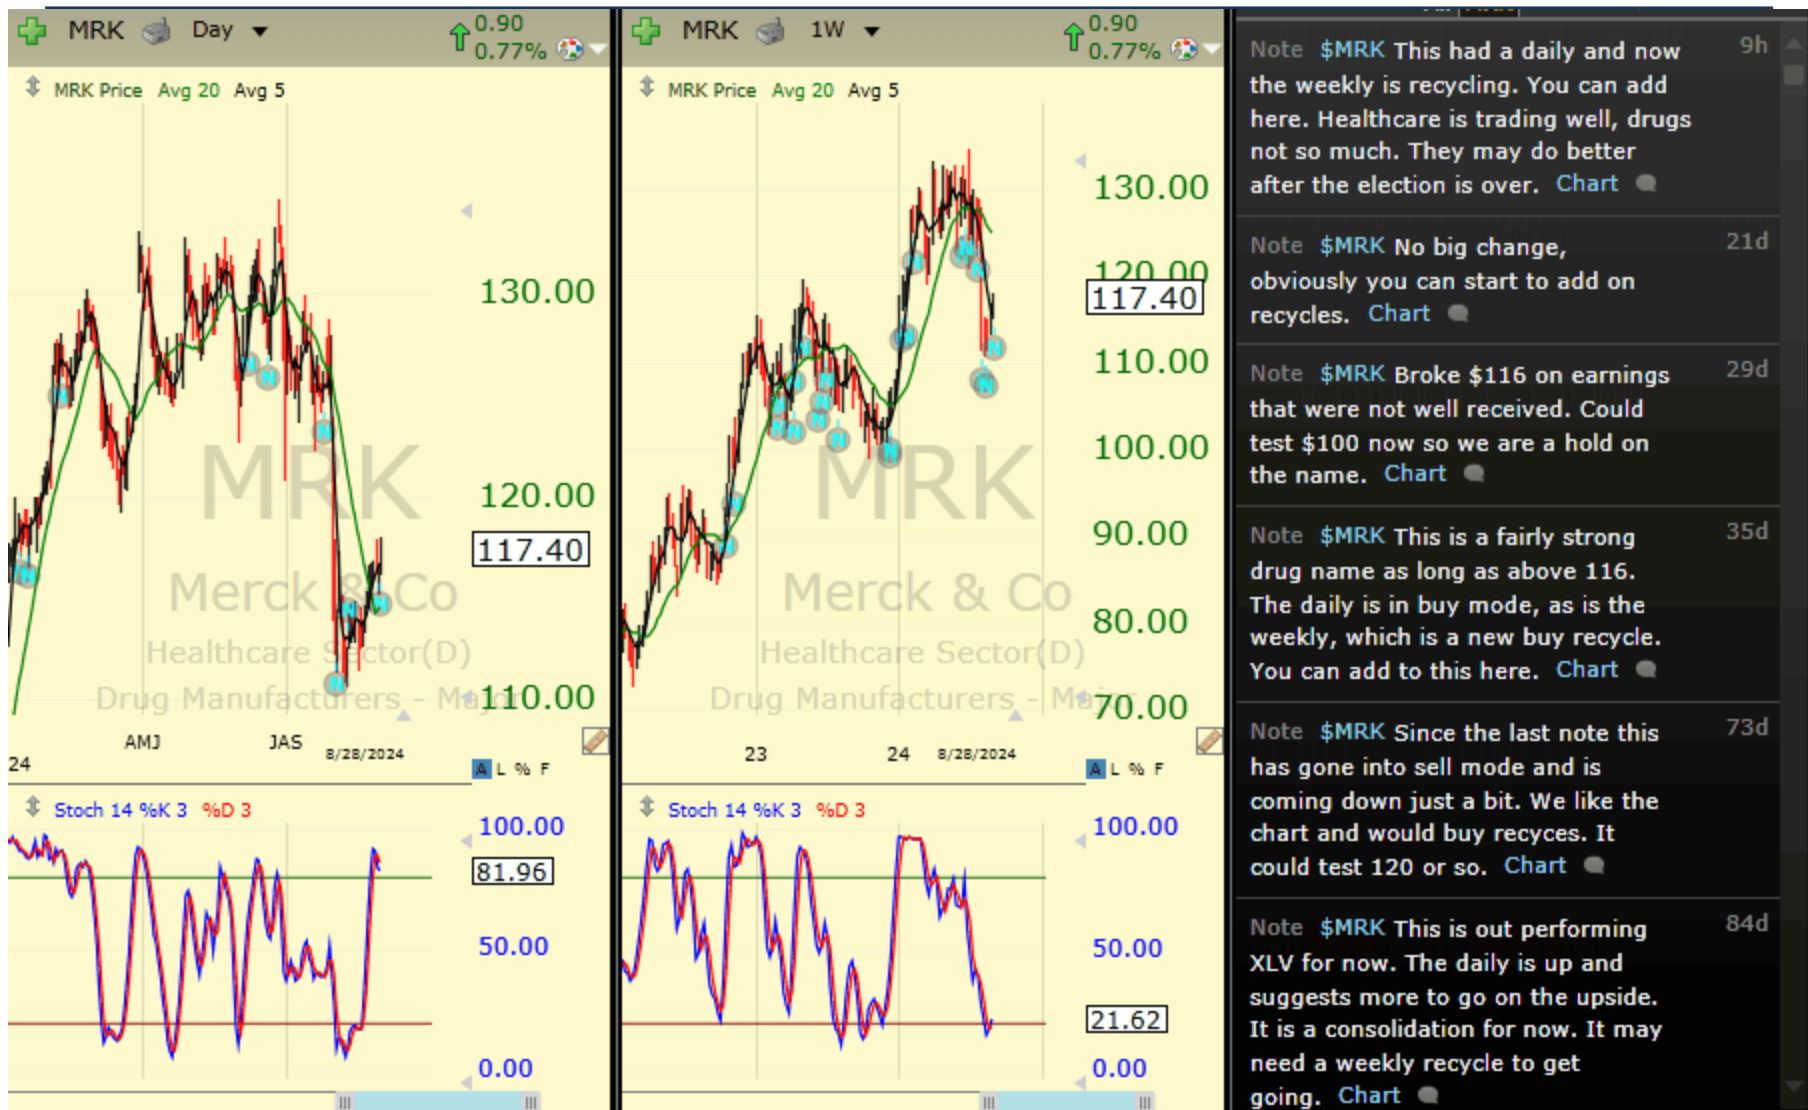 MRK Day 0.90
0.77%
MRK Price Avg 20 Avg 5
130.00
120.00
117.40
110.00
MRK
Merck & Co
Healthcare Sector(D)
Drug Manufacturers - Major
24 AMJ JAS 8/28/2024
A L % F
Stoch 14 %K 3 %D 3
100.00
81.96
50.00
0.00
MRK 1W 0.90
0.77%
MRK Price Avg 20 Avg 5
130.00
120.00
117.40
110.00
100.00
90.00
80.00
70.00
MRK
Merck & Co
Healthcare Sector(D)
Drug Manufacturers - Major
23 24 8/28/2024
A L % F
Stoch 14 %K 3 %D 3
100.00
50.00
21.62
0.00
Note $MRK This had a daily and now 9h
the weekly is recycling. You can add
here. Healthcare is trading well, drugs
not so much. They may do better
after the election is over. Chart
Note $MRK No big change, 21d
obviously you can start to add on
recycles. Chart
Note $MRK Broke $116 on earnings 29d
that were not well received. Could
test $100 now so we are a hold on
the name. Chart
Note $MRK This is a fairly strong 35d
drug name as long as above 116.
The daily is in buy mode, as is the
weekly, which is a new buy recycle.
You can add to this here. Chart
Note $MRK Since the last note this 73d
has gone into sell mode and is
coming down just a bit. We like the
chart and would buy recyces. It
could test 120 or so. Chart
Note $MRK This is out performing 84d
XLV for now. The daily is up and
suggests more to go on the upside.
It is a consolidation for now. It may
need a weekly recycle to get
going. Chart